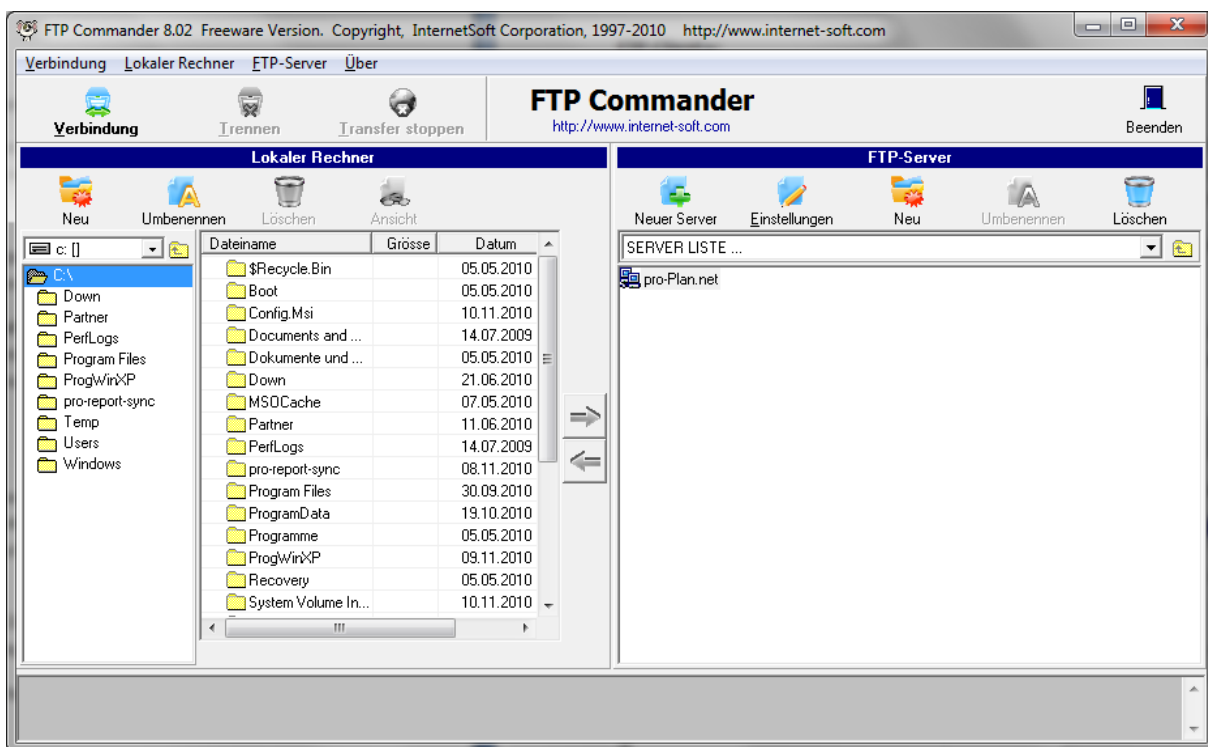 FTP Commander 8.02 Freeware Version. Copyright, InternetSoft Corporation, 1997-2010 http://www.internet-soft.com
Verbindung Lokaler Rechner FTP-Server Über
Verbindung Trennen Transfer stoppen
FTP Commander
http://www.internet-soft.com
Beenden
Lokaler Rechner
Neu Umbenennen Löschen Ansicht
c: []
C:\
Down
Partner
PerfLogs
Program Files
ProgWinXP
pro-report-sync
Temp
Users
Windows
Dateiname Grösse Datum
$Recycle.Bin 05.05.2010
Boot 05.05.2010
Config.Msi 10.11.2010
Documents and ... 14.07.2009
Dokumente und ... 05.05.2010
Down 21.06.2010
MSOCache 07.05.2010
Partner 11.06.2010
PerfLogs 14.07.2009
pro-report-sync 08.11.2010
Program Files 30.09.2010
ProgramData 19.10.2010
Programme 05.05.2010
ProgWinXP 09.11.2010
Recovery 05.05.2010
System Volume In... 10.11.2010
FTP-Server
Neuer Server Einstellungen Neu Umbenennen Löschen
SERVER LISTE ...
pro-Plan.net